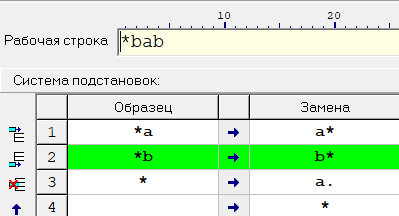 10 20
Рабочая строка *bab
Система подстановок:
Образец Замена
1 *a → a*
2 *b → b*
3 * → a.
4 → *